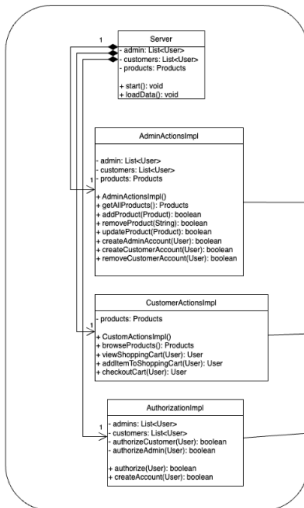 Server
1
- admin: List<User>
- customers: List<User>
- products: Products
+ start(): void
+ loadData(): void
AdminActionsImpl
- admin: List<User>
- customers: List<User>
- products: Products
1
+ AdminActionsImpl()
+ getAllProducts(): Products
+ addProduct(Product): boolean
+ removeProduct(String): boolean
+ updateProduct(Product): boolean
+ createAdminAccount(User): boolean
+ createCustomerAccount(User): boolean
+ removeCustomerAccount(User): boolean
CustomerActionsImpl
- products: Products
1
+ CustomActionsImpl()
+ browseProducts(): Products
+ viewShoppingCart(User): User
+ addItemToShoppingCart(User): User
+ checkoutCart(User): User
AuthorizationImpl
- admins: List<User>
- customers: List<User>
1
- authorizeCustomer(User): boolean
- authorizeAdmin(User): boolean
+ authorize(User): boolean
+ createAccount(User): boolean